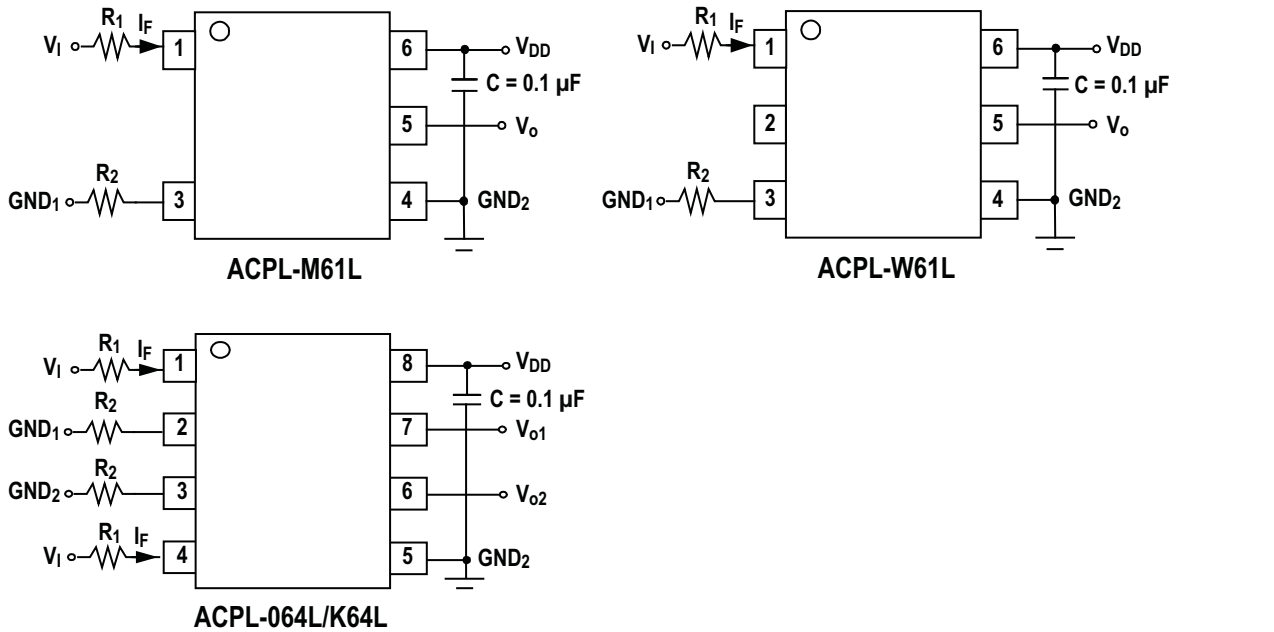 R1 IF
VI 1 6 VDD
C = 0.1 µF
5 Vo
R2
GND1 3 4 GND2
ACPL-M61L
R1 IF
VI 1 6 VDD
C = 0.1 µF
2 5 Vo
R2
GND1 3 4 GND2
ACPL-W61L
R1 IF
VI 1 8 VDD
R2 C = 0.1 µF
GND1 2 7 Vo1
R2
GND2 3 6 Vo2
R1 IF
VI 4 5 GND2
ACPL-064L/K64L